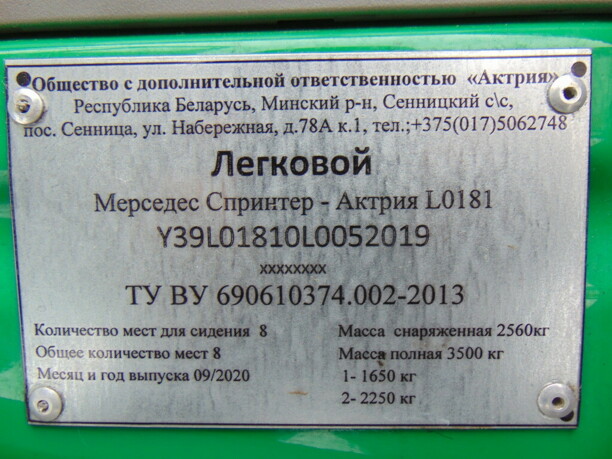 Общество с дополнительной ответственностью «Актрия»
Республика Беларусь, Минский р-н, Сенницкий с\с,
пос. Сенница, ул. Набережная, д.78А к.1, тел.;+375(017)5062748
Легковой
Мерседес Спринтер - Актрия L0181
Y39L01810L0052019
xxxxxxxx
ТУ ВУ 690610374.002-2013
Количество мест для сидения 8
Общее количество мест 8
Месяц и год выпуска 09/2020
Масса снаряженная 2560кг
Масса полная 3500 кг
1- 1650 кг
2- 2250 кг